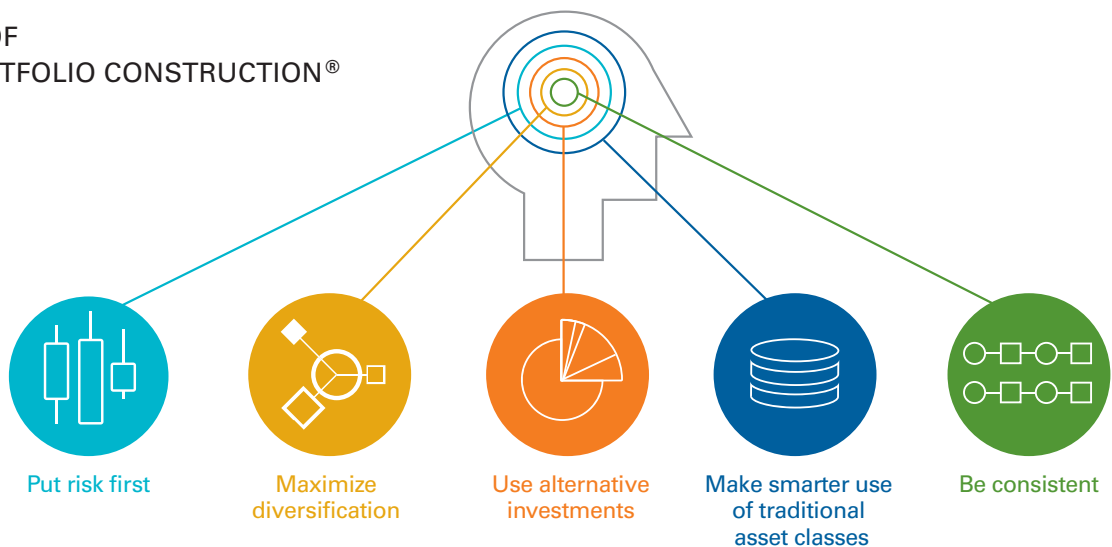 OF
TFOLIO CONSTRUCTION®
Put risk first
Maximize
diversification
Use alternative
investments
Make smarter use
of traditional
asset classes
Be consistent